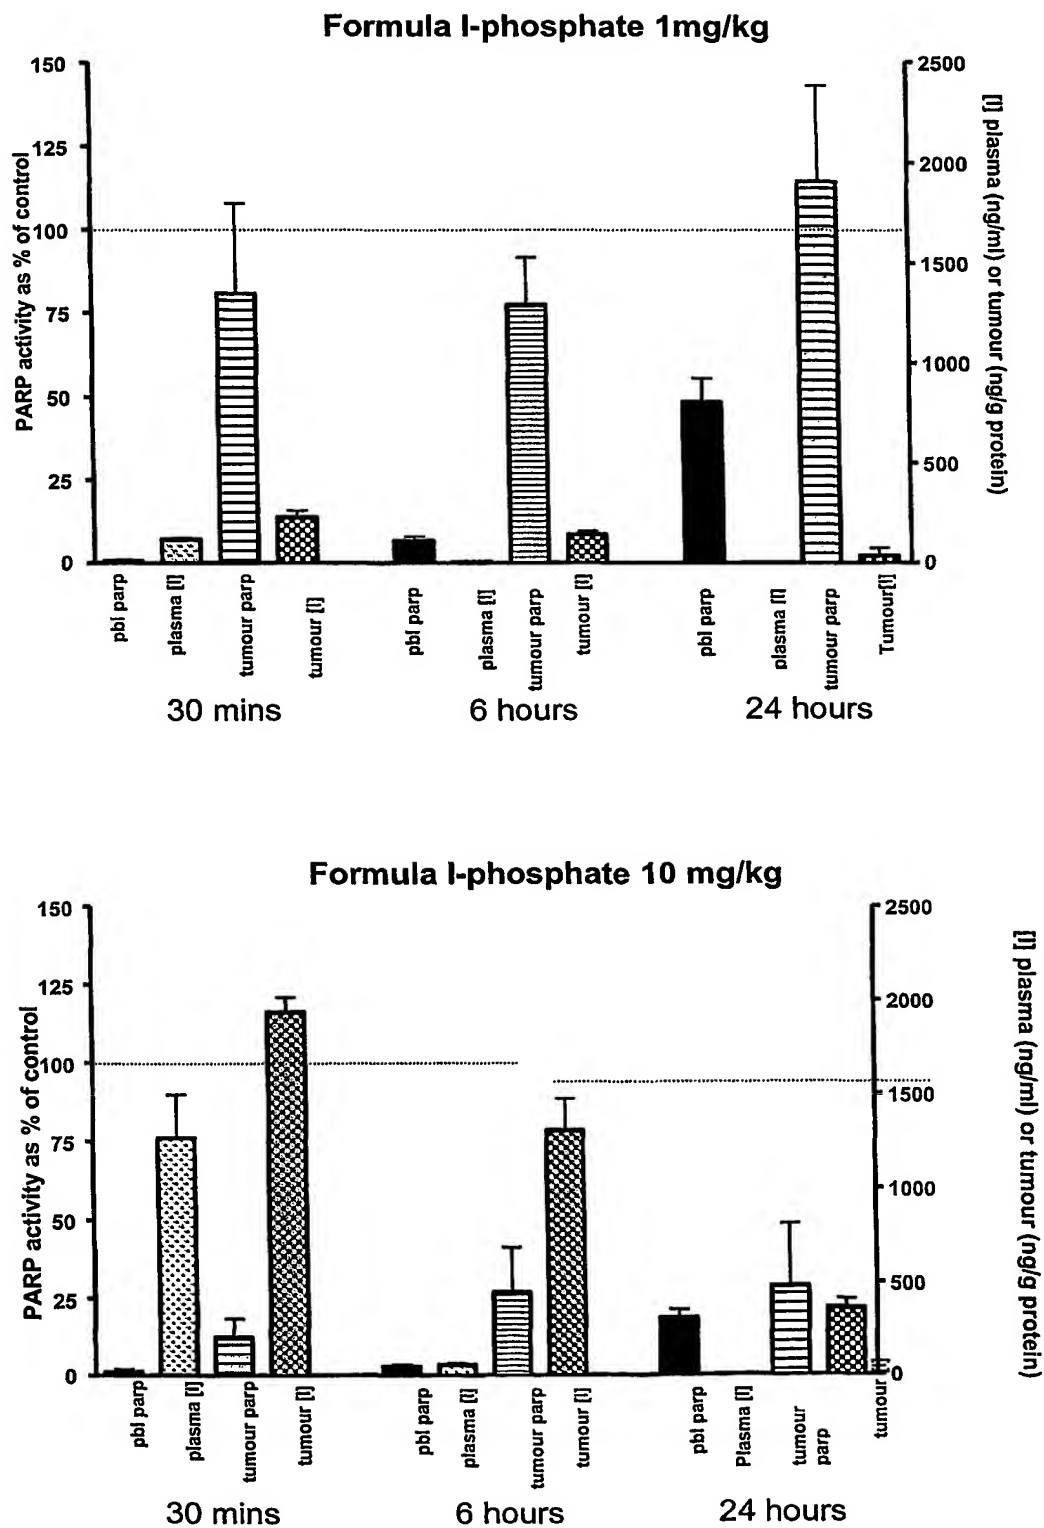 Formula I-phosphate 1mg/kg
PARP activity as % of control
150
125
100
75
50
25
0
2500
2000
1500
1000
500
0
[I] plasma (ng/ml) or tumour (ng/g protein)
pbl parp
plasma [I]
tumour parp
tumour [I]
pbl parp
plasma [I]
tumour parp
tumour [I]
pbl parp
plasma [I]
tumour parp
Tumour[I]
30 mins
6 hours
24 hours
Formula I-phosphate 10 mg/kg
PARP activity as % of control
150
125
100
75
50
25
0
2500
2000
1500
1000
500
0
[I] plasma (ng/ml) or tumour (ng/g protein)
pbl parp
plasma [I]
tumour parp
tumour [I]
pbl parp
plasma [I]
tumour parp
tumour [I]
pbl parp
Plasma [I]
tumour
parp
tumour
30 mins
6 hours
24 hours